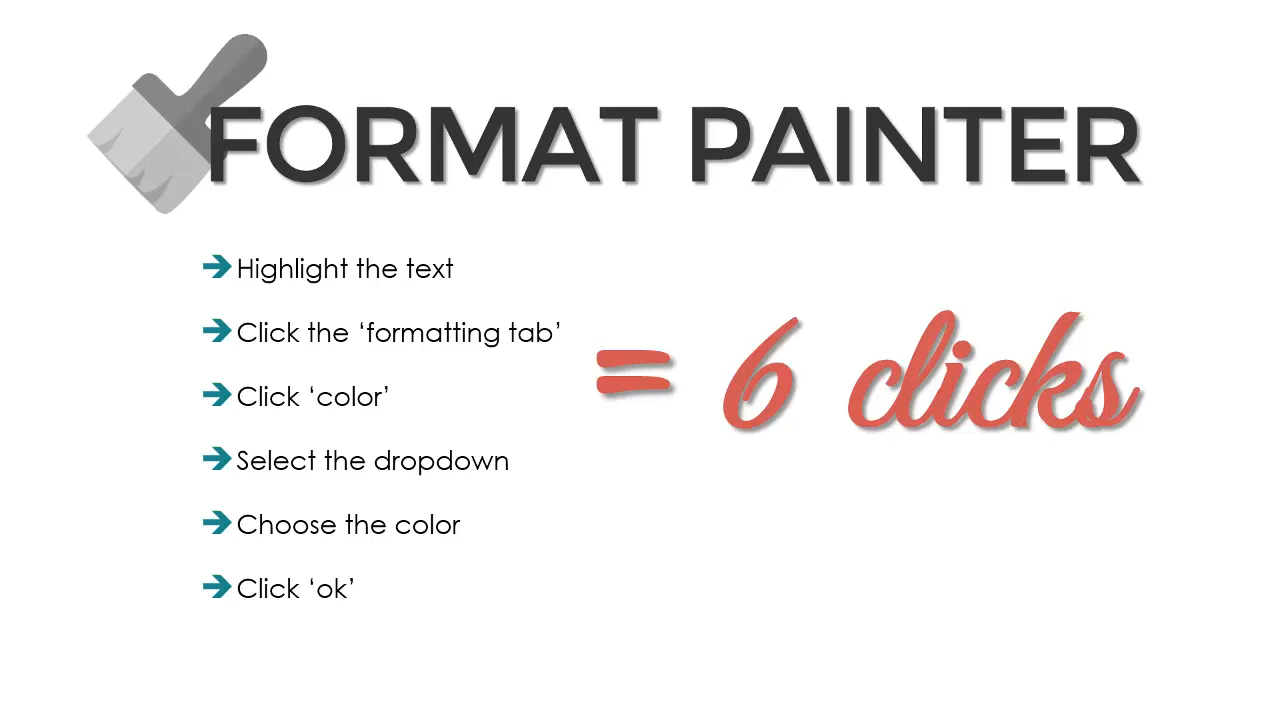 FORMAT PAINTER
➔Highlight the text
➔Click the ‘formatting tab’
➔Click ‘color’
➔Select the dropdown
➔Choose the color
➔Click ‘ok’
= 6 clicks